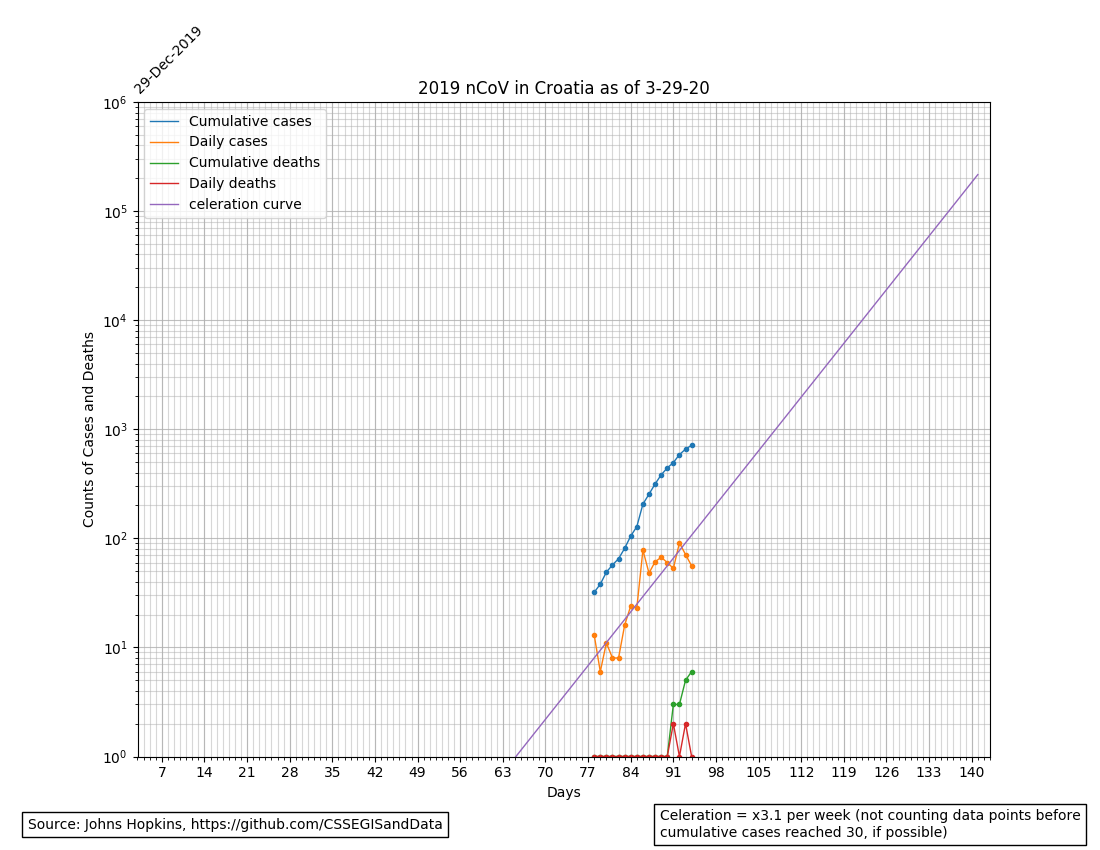 29-Dec-2019
2019 nCoV in Croatia as of 3-29-20
Cumulative cases
Daily cases
Cumulative deaths
Daily deaths
celeration curve
10⁶
10⁵
10⁴
10³
10²
10¹
10⁰
Counts of Cases and Deaths
7 14 21 28 35 42 49 56 63 70 77 84 91 98 105 112 119 126 133 140
Days
Source: Johns Hopkins, https://github.com/CSSEGISandData
Celeration = x3.1 per week (not counting data points before
cumulative cases reached 30, if possible)